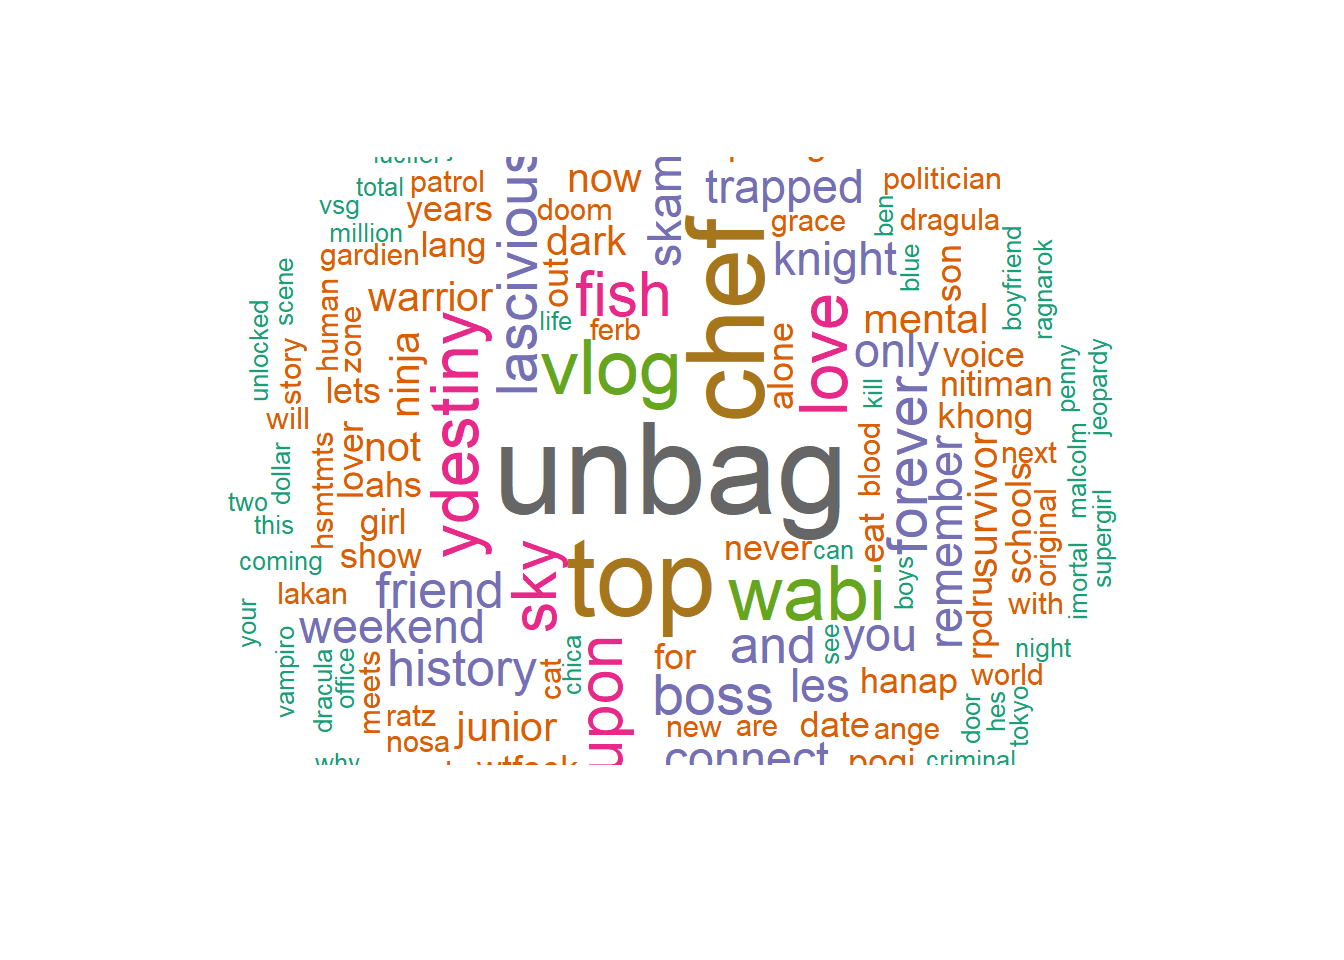 total
patrol
now
skam
trapped
politician
vsg
years
doom
grace
ben
dragula
million
lascivious
dark
chef
gardien
lang
out
knight
blue
son
boyfriend
ragnarok
scene
human
warrior
fish
love
mental
unlocked
zone
life
ferb
alone
only
voice
story
lets
ninja
ydestiny
vlog
kill
nitiman
penny
jeopardy
will
khong
not
lover
unbag
blood
forever
remember
survivor
next
malcolm
dollar
hsmtmts
ahs
schools
original
supergirl
two
this
girl
eat
show
never
can
coming
sky
top
wabi
boys
rpdru
imortal
lakan
friend
with
your
weekend
and
see
you
night
vampiro
dracula
office
meets
history
cat
chica
upon
for
boss
les
hanap
world
ratz
nosa
junior
new
are
date
ange
door
hes
tokyo
why
connect
pogi
criminal